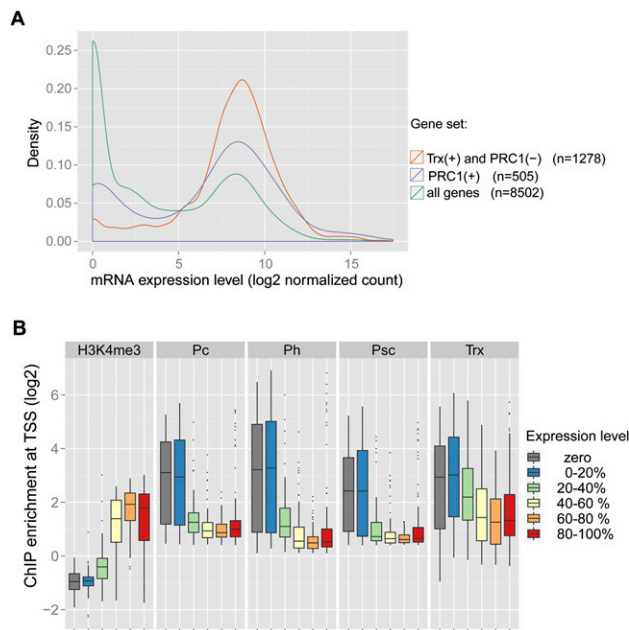 A
0.25
0.20
0.15
0.10
0.05
0.00
Density
0 5 10 15
mRNA expression level (log2 normalized count)
Gene set:
Trx(+) and PRC1(−) (n=1278)
PRC1(+) (n=505)
all genes (n=8502)
B
H3K4me3 Pc Ph Psc Trx
6
4
2
0
−2
ChIP enrichment at TSS (log2)
Expression level
zero
0-20%
20-40%
40-60 %
60-80 %
80-100%